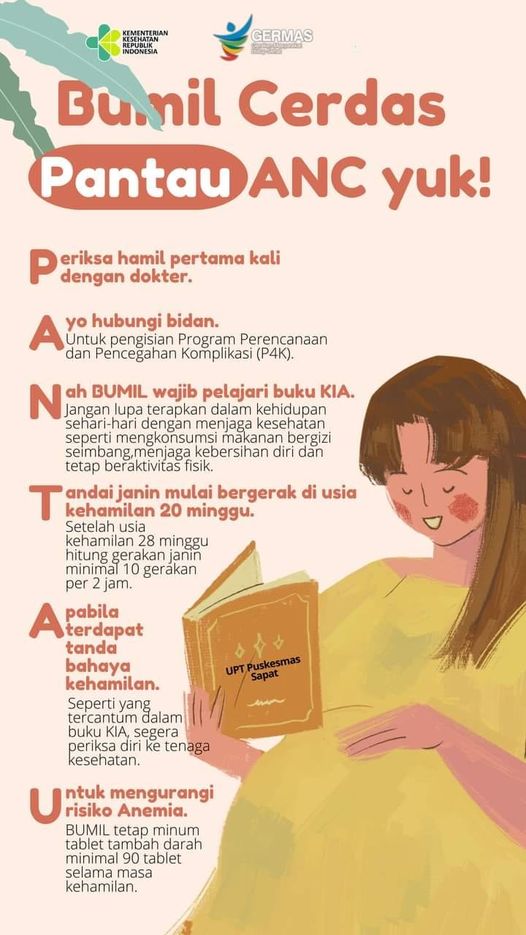 KEMENTERIAN
KESEHATAN
REPUBLIK
INDONESIA
GERMAS
Gerakan Masyarakat
Hidup Sehat
Bumil Cerdas
Pantau ANC yuk!
Periksa hamil pertama kali
dengan dokter.
Ayo hubungi bidan.
Untuk pengisian Program Perencanaan
dan Pencegahan Komplikasi (P4K).
Nah BUMIL wajib pelajari buku KIA.
Jangan lupa terapkan dalam kehidupan
sehari-hari dengan menjaga kesehatan
seperti mengkonsumsi makanan bergizi
seimbang,menjaga kebersihan diri dan
tetap beraktivitas fisik.
Tandai janin mulai bergerak di usia
kehamilan 20 minggu.
Setelah usia
kehamilan 28 minggu
hitung gerakan janin
minimal 10 gerakan
per 2 jam.
Apabila
terdapat
tanda
bahaya
kehamilan.
Seperti yang
tercantum dalam
buku KIA, segera
periksa diri ke tenaga
kesehatan.
UPT Puskesmas
Sapat
Untuk mengurangi
risiko Anemia.
BUMIL tetap minum
tablet tambah darah
minimal 90 tablet
selama masa
kehamilan.